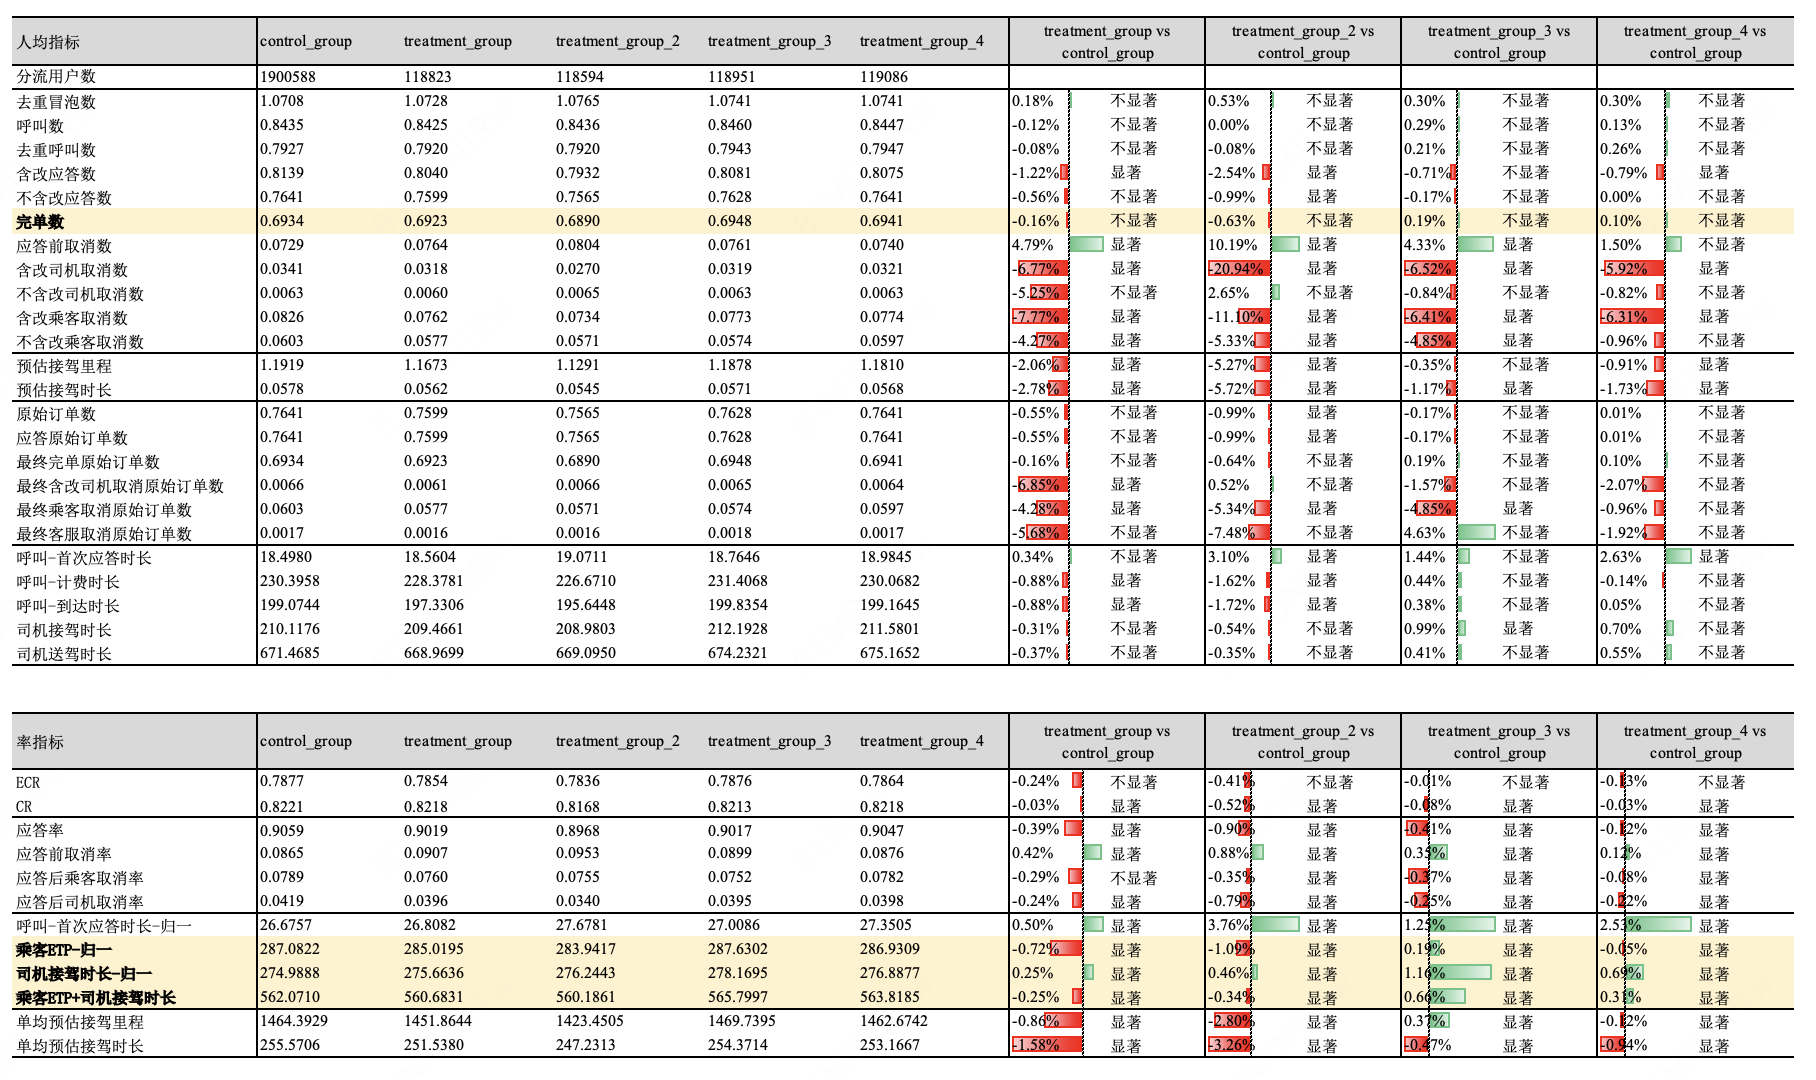 人均指标 control_group treatment_group treatment_group_2 treatment_group_3 treatment_group_4 treatment_group vs control_group treatment_group_2 vs control_group treatment_group_3 vs control_group treatment_group_4 vs control_group
分流用户数 1900588 118823 118594 118951 119086
去重冒泡数 1.0708 1.0728 1.0765 1.0741 1.0741 0.18% 不显著 0.53% 不显著 0.30% 不显著 0.30% 不显著
呼叫数 0.8435 0.8425 0.8436 0.8460 0.8447 -0.12% 不显著 0.00% 不显著 0.29% 不显著 0.13% 不显著
去重呼叫数 0.7927 0.7920 0.7920 0.7943 0.7947 -0.08% 不显著 -0.08% 不显著 0.21% 不显著 0.26% 不显著
含改应答数 0.8139 0.8040 0.7932 0.8081 0.8075 -1.22% 显著 -2.54% 显著 -0.71% 显著 -0.79% 显著
不含改应答数 0.7641 0.7599 0.7565 0.7628 0.7641 -0.56% 不显著 -0.99% 显著 -0.17% 不显著 0.00% 不显著
完单数 0.6934 0.6923 0.6890 0.6948 0.6941 -0.16% 不显著 -0.63% 不显著 0.19% 不显著 0.10% 不显著
应答前取消数 0.0729 0.0764 0.0804 0.0761 0.0740 4.79% 显著 10.19% 显著 4.33% 显著 1.50% 不显著
含改司机取消数 0.0341 0.0318 0.0270 0.0319 0.0321 -6.77% 显著 -20.94% 显著 -6.52% 显著 -5.92% 显著
不含改司机取消数 0.0063 0.0060 0.0065 0.0063 0.0063 -5.25% 不显著 2.65% 不显著 -0.84% 不显著 -0.82% 不显著
含改乘客取消数 0.0826 0.0762 0.0734 0.0773 0.0774 -7.77% 显著 -11.10% 显著 -6.41% 显著 -6.31% 显著
不含改乘客取消数 0.0603 0.0577 0.0571 0.0574 0.0597 -4.27% 显著 -5.33% 显著 -4.85% 显著 -0.96% 不显著
预估接驾里程 1.1919 1.1673 1.1291 1.1878 1.1810 -2.06% 显著 -5.27% 显著 -0.35% 不显著 -0.91% 显著
预估接驾时长 0.0578 0.0562 0.0545 0.0571 0.0568 -2.78% 显著 -5.72% 显著 -1.17% 显著 -1.73% 显著
原始订单数 0.7641 0.7599 0.7565 0.7628 0.7641 -0.55% 不显著 -0.99% 显著 -0.17% 不显著 0.01% 不显著
应答原始订单数 0.7641 0.7599 0.7565 0.7628 0.7641 -0.55% 不显著 -0.99% 显著 -0.17% 不显著 0.01% 不显著
最终完单原始订单数 0.6934 0.6923 0.6890 0.6948 0.6941 -0.16% 不显著 -0.64% 不显著 0.19% 不显著 0.10% 不显著
最终含改司机取消原始订单数 0.0066 0.0061 0.0066 0.0065 0.0064 -6.85% 显著 0.52% 不显著 -1.57% 不显著 -2.07% 不显著
最终乘客取消原始订单数 0.0603 0.0577 0.0571 0.0574 0.0597 -4.28% 显著 -5.34% 显著 -4.85% 显著 -0.96% 不显著
最终客服取消原始订单数 0.0017 0.0016 0.0016 0.0018 0.0017 -5.68% 不显著 -7.48% 不显著 4.63% 不显著 -1.92% 不显著
呼叫-首次应答时长 18.4980 18.5604 19.0711 18.7646 18.9845 0.34% 不显著 3.10% 显著 1.44% 不显著 2.63% 显著
呼叫-计费时长 230.3958 228.3781 226.6710 231.4068 230.0682 -0.88% 显著 -1.62% 显著 0.44% 不显著 -0.14% 不显著
呼叫-到达时长 199.0744 197.3306 195.6448 199.8354 199.1645 -0.88% 显著 -1.72% 显著 0.38% 不显著 0.05% 不显著
司机接驾时长 210.1176 209.4661 208.9803 212.1928 211.5801 -0.31% 不显著 -0.54% 不显著 0.99% 显著 0.70% 不显著
司机送驾时长 671.4685 668.9699 669.0950 674.2321 675.1652 -0.37% 不显著 -0.35% 不显著 0.41% 不显著 0.55% 不显著
率指标 control_group treatment_group treatment_group_2 treatment_group_3 treatment_group_4 treatment_group vs control_group treatment_group_2 vs control_group treatment_group_3 vs control_group treatment_group_4 vs control_group
ECR 0.7877 0.7854 0.7836 0.7876 0.7864 -0.24% 不显著 -0.41% 不显著 -0.01% 不显著 -0.13% 不显著
CR 0.8221 0.8218 0.8168 0.8213 0.8218 -0.03% 显著 -0.52% 显著 -0.08% 显著 -0.03% 显著
应答率 0.9059 0.9019 0.8968 0.9017 0.9047 -0.39% 显著 -0.90% 显著 -0.41% 显著 -0.12% 显著
应答前取消率 0.0865 0.0907 0.0953 0.0899 0.0876 0.42% 显著 0.88% 显著 0.35% 显著 0.12% 显著
应答后乘客取消率 0.0789 0.0760 0.0755 0.0752 0.0782 -0.29% 不显著 -0.35% 显著 -0.37% 显著 -0.08% 显著
应答后司机取消率 0.0419 0.0396 0.0340 0.0395 0.0398 -0.24% 显著 -0.79% 显著 -0.25% 显著 -0.22% 显著
呼叫-首次应答时长-归一 26.6757 26.8082 27.6781 27.0086 27.3505 0.50% 显著 3.76% 显著 1.25% 显著 2.53% 显著
乘客ETP-归一 287.0822 285.0195 283.9417 287.6302 286.9309 -0.72% 显著 -1.09% 显著 0.19% 显著 -0.05% 显著
司机接驾时长-归一 274.9888 275.6636 276.2443 278.1695 276.8877 0.25% 显著 0.46% 显著 1.16% 显著 0.69% 显著
乘客ETP+司机接驾时长 562.0710 560.6831 560.1861 565.7997 563.8185 -0.25% 显著 -0.34% 显著 0.66% 显著 0.31% 显著
单均预估接驾里程 1464.3929 1451.8644 1423.4505 1469.7395 1462.6742 -0.86% 显著 -2.80% 显著 0.37% 显著 -0.12% 显著
单均预估接驾时长 255.5706 251.5380 247.2313 254.3714 253.1667 -1.58% 显著 -3.26% 显著 -0.47% 显著 -0.94% 显著